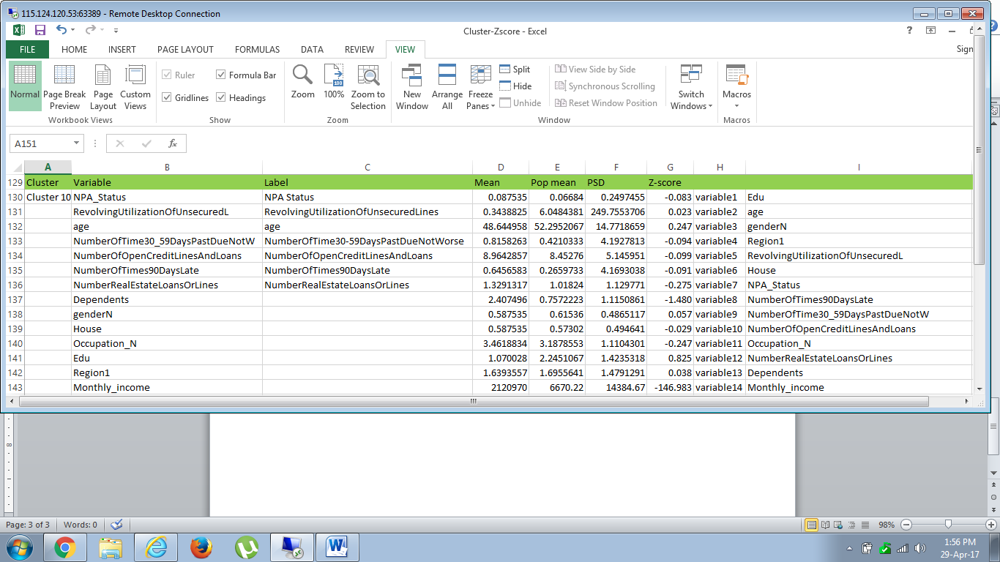 115.124.120.53:63389 - Remote Desktop Connection
Cluster-Zscore - Excel
?
FILE HOME INSERT PAGE LAYOUT FORMULAS DATA REVIEW VIEW Sign
Normal Page Break Preview Page Layout Custom Views
Workbook Views
Ruler Formula Bar
Gridlines Headings
Show
Zoom 100% Zoom to Selection
Zoom
New Window Arrange All Freeze Panes
Split
Hide
Unhide
View Side by Side
Synchronous Scrolling
Reset Window Position
Switch Windows
Window
Macros
Macros
A151 fx
A B C D E F G H I
129 Cluster Variable Label Mean Pop mean PSD Z-score
130 Cluster 10 NPA_Status NPA Status 0.087535 0.06684 0.2497455 -0.083 variable1 Edu
131 RevolvingUtilizationOfUnsecuredL RevolvingUtilizationOfUnsecuredLines 0.3438825 6.0484381 249.7553706 0.023 variable2 age
132 age age 48.644958 52.2952067 14.7718659 0.247 variable3 genderN
133 NumberOfTime30_59DaysPastDueNotW NumberOfTime30-59DaysPastDueNotWorse 0.8158263 0.4210333 4.1927813 -0.094 variable4 Region1
134 NumberOfOpenCreditLinesAndLoans NumberOfOpenCreditLinesAndLoans 8.9642857 8.45276 5.145951 -0.099 variable5 RevolvingUtilizationOfUnsecuredL
135 NumberOfTimes90DaysLate NumberOfTimes90DaysLate 0.6456583 0.2659733 4.1693038 -0.091 variable6 House
136 NumberRealEstateLoansOrLines NumberRealEstateLoansOrLines 1.3291317 1.01824 1.129771 -0.275 variable7 NPA_Status
137 Dependents 2.407496 0.7572223 1.1150861 -1.480 variable8 NumberOfTimes90DaysLate
138 genderN 0.587535 0.61536 0.4865117 0.057 variable9 NumberOfTime30_59DaysPastDueNotW
139 House 0.587535 0.57302 0.494641 -0.029 variable10 NumberOfOpenCreditLinesAndLoans
140 Occupation_N 3.4618834 3.1878553 1.1104301 -0.247 variable11 Occupation_N
141 Edu 1.070028 2.2451067 1.4235318 0.825 variable12 NumberRealEstateLoansOrLines
142 Region1 1.6393557 1.6955641 1.4791291 0.038 variable13 Dependents
143 Monthly_income 2120970 6670.22 14384.67 -146.983 variable14 Monthly_income
8
Page: 3 of 3 Words: 0 98%
1:56 PM
29-Apr-17